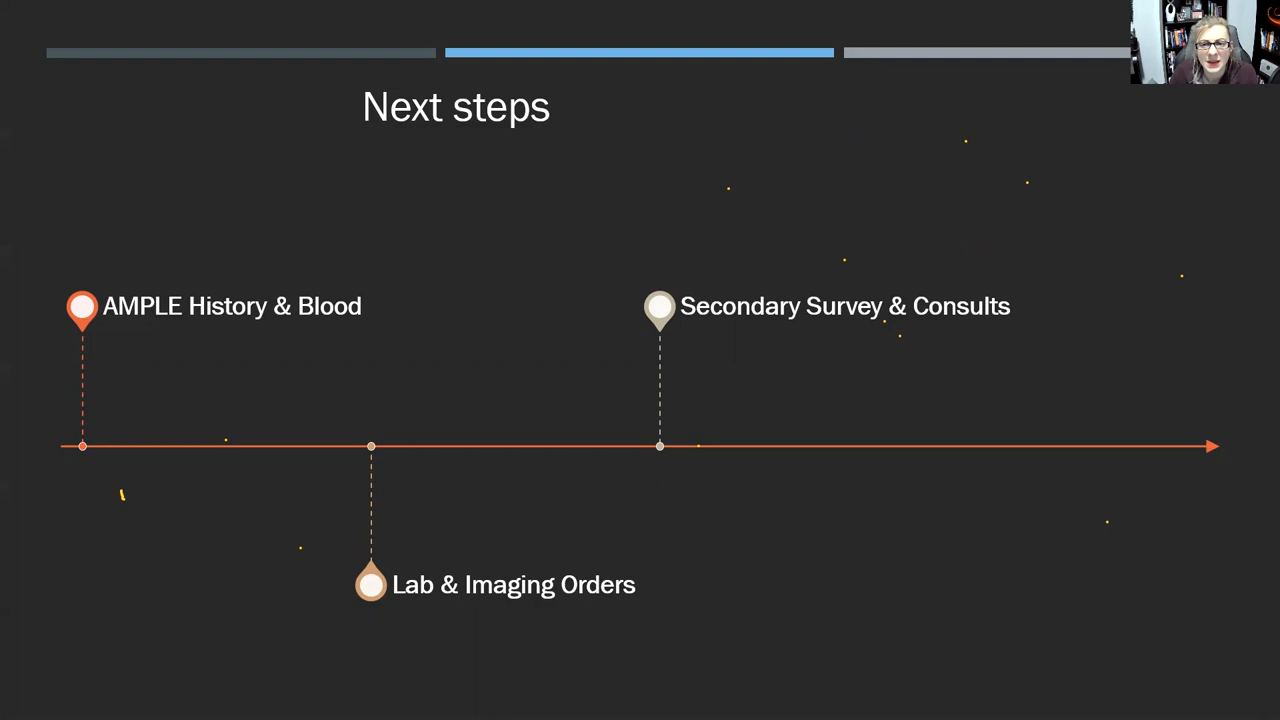 Next steps
AMPLE History & Blood
Secondary Survey & Consults
Lab & Imaging Orders